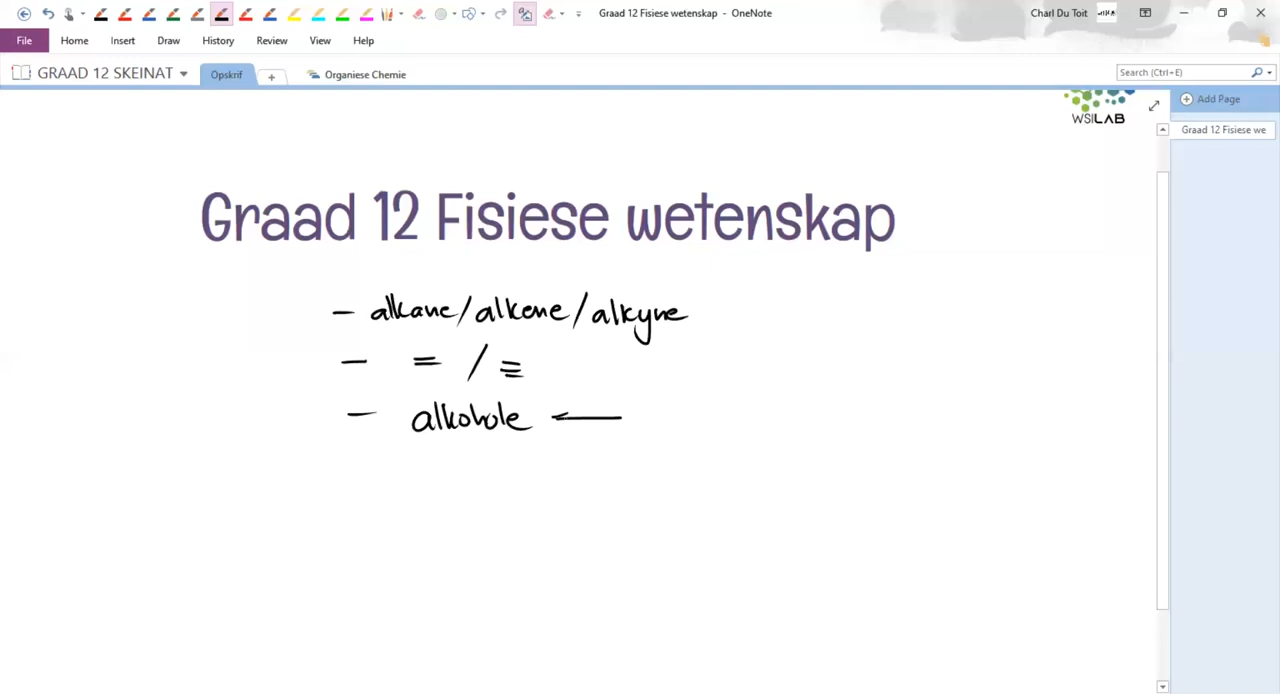 Graad 12 Fisiese wetenskap - OneNote
Charl Du Toit
File Home Insert Draw History Review View Help
GRAAD 12 SKEINAT Opskrif + Organiese Chemie Search (Ctrl+E)
WSILAB
Add Page
Graad 12 Fisiese we
Graad 12 Fisiese wetenskap
- alkane/alkene/alkyne
- = / ≡
- alkohole ←